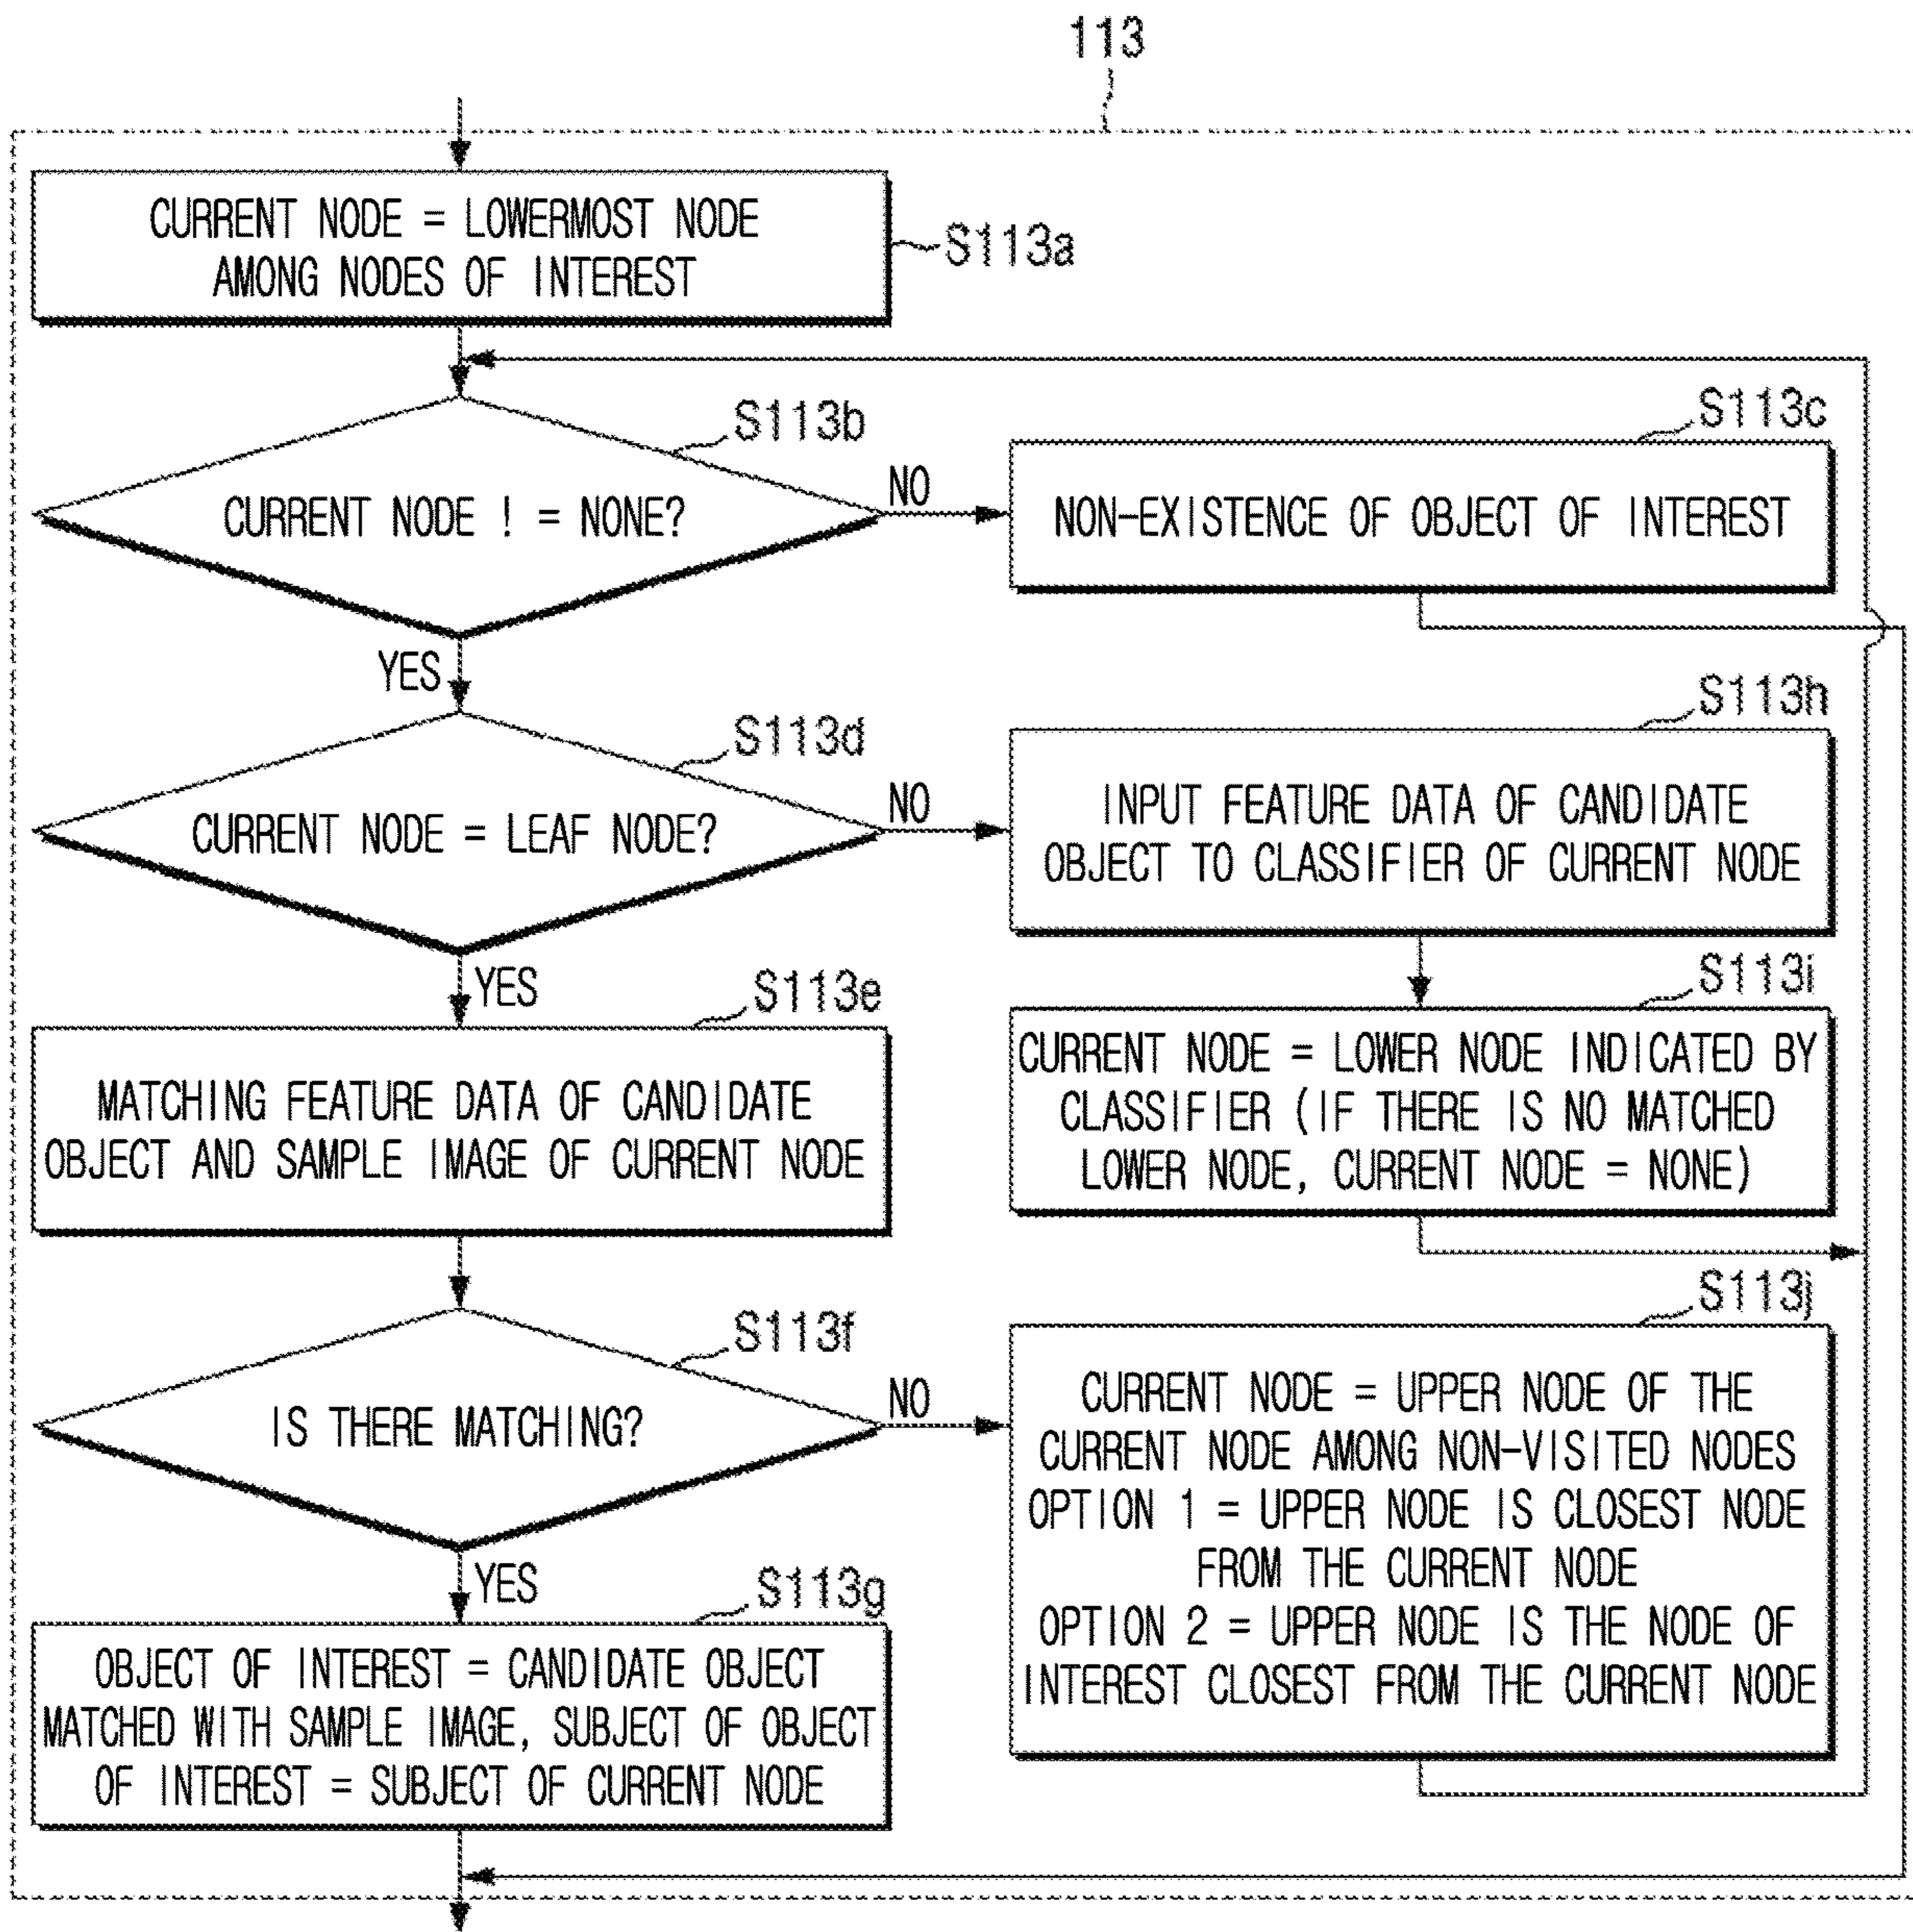 113
CURRENT NODE = LOWERMOST NODE
AMONG NODES OF INTEREST
S113a
S113b
CURRENT NODE ! = NONE?
NO
S113c
NON-EXISTENCE OF OBJECT OF INTEREST
YES
S113d
CURRENT NODE = LEAF NODE?
NO
S113h
INPUT FEATURE DATA OF CANDIDATE
OBJECT TO CLASSIFIER OF CURRENT NODE
YES
S113e
MATCHING FEATURE DATA OF CANDIDATE
OBJECT AND SAMPLE IMAGE OF CURRENT NODE
S113i
CURRENT NODE = LOWER NODE INDICATED BY
CLASSIFIER (IF THERE IS NO MATCHED
LOWER NODE, CURRENT NODE = NONE)
S113f
IS THERE MATCHING?
NO
S113j
CURRENT NODE = UPPER NODE OF THE
CURRENT NODE AMONG NON-VISITED NODES
OPTION 1 = UPPER NODE IS CLOSEST NODE
FROM THE CURRENT NODE
OPTION 2 = UPPER NODE IS THE NODE OF
INTEREST CLOSEST FROM THE CURRENT NODE
YES
S113g
OBJECT OF INTEREST = CANDIDATE OBJECT
MATCHED WITH SAMPLE IMAGE, SUBJECT OF OBJECT
OF INTEREST = SUBJECT OF CURRENT NODE